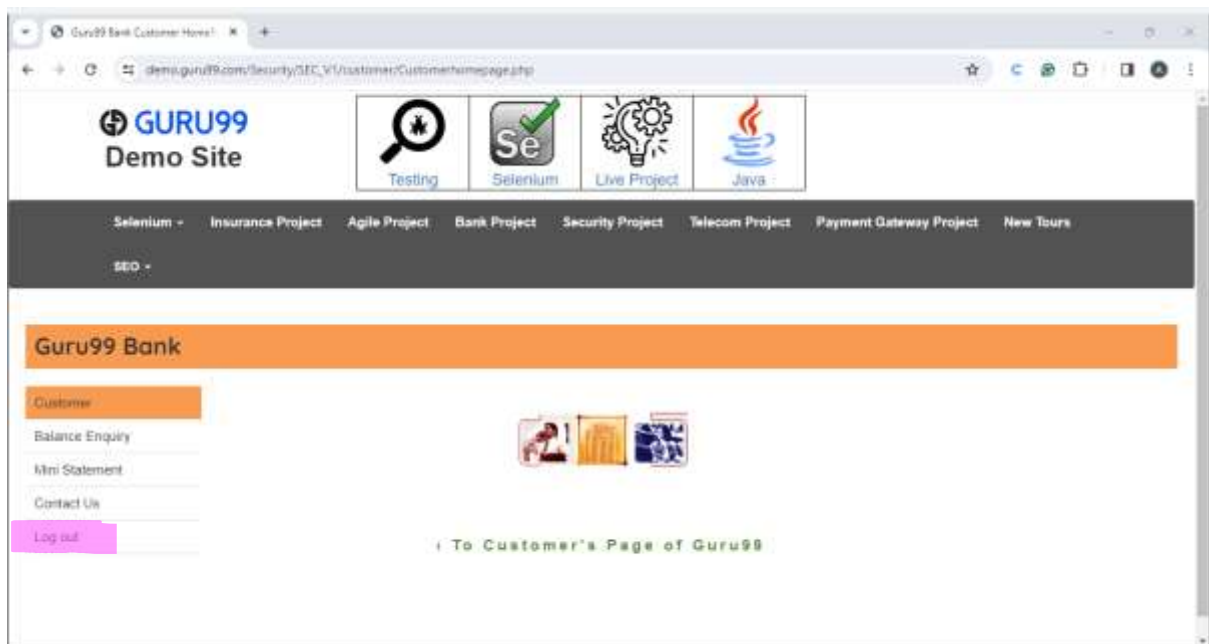 Guru99 Bank Customer Home
demo.guru99.com/Security/SEC_V1/customer/Customerhomepage.php
GURU99
Demo Site
Se
Testing Selenium Live Project Java
Selenium Insurance Project Agile Project Bank Project Security Project Telecom Project Payment Gateway Project New Tours
SEO
Guru99 Bank
Customer
Balance Enquiry
Mini Statement
Contact Us
Log out
To Customer's Page of Guru99